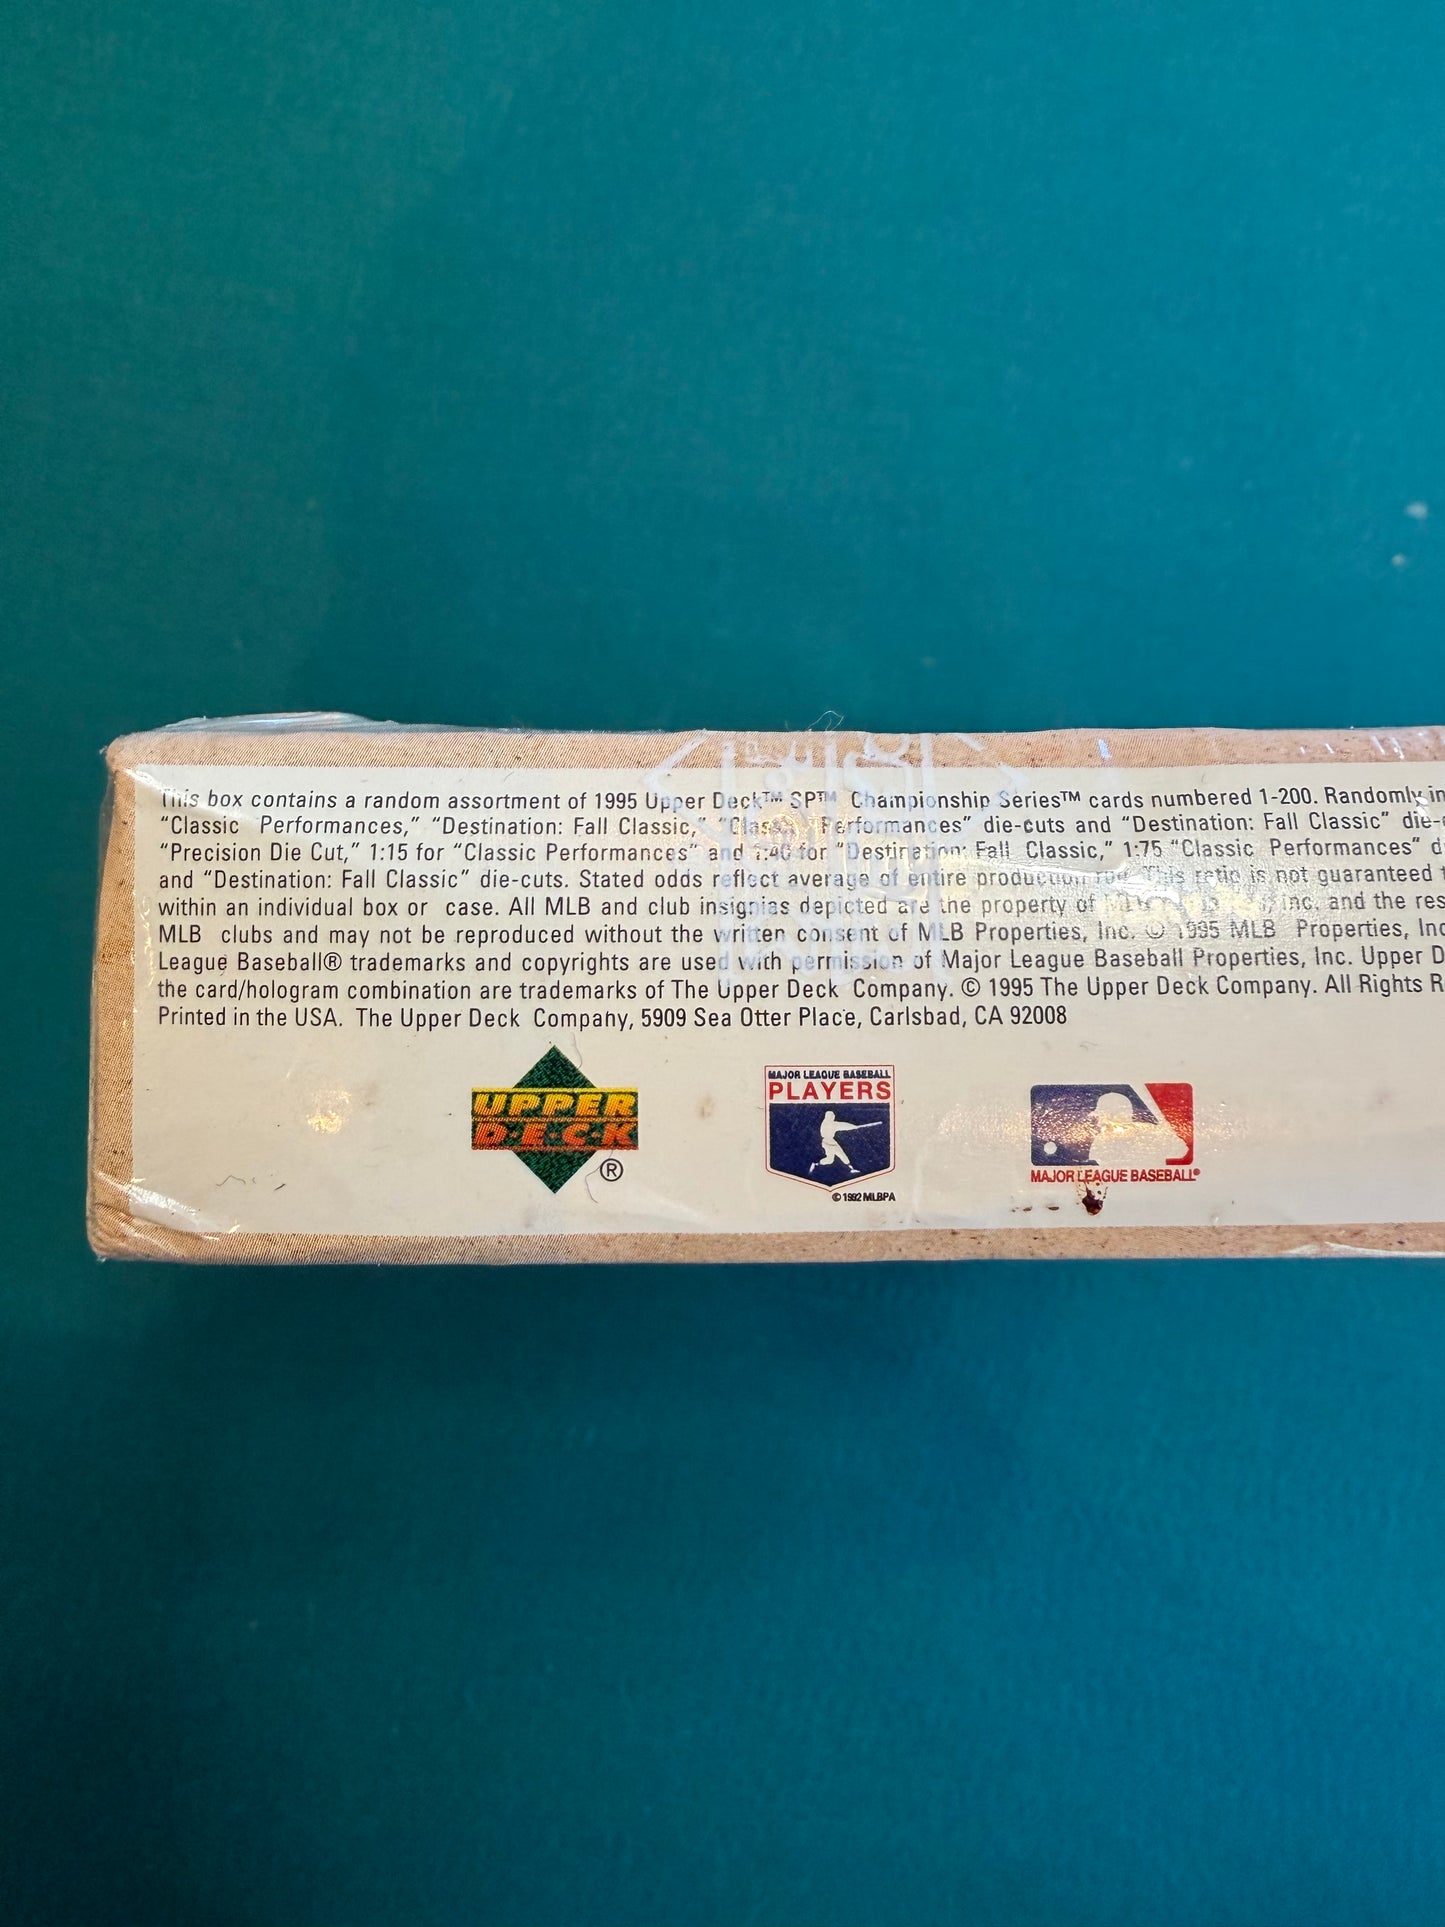 This box contains a random assortment of 1995 Upper Deck™ SP™ Championship Series™ cards numbered 1-200. Randomly in
“Classic Performances,” “Destination: Fall Classic,” “Classic Performances” die-cuts and “Destination: Fall Classic” die-
“Precision Die Cut,” 1:15 for “Classic Performances” and 1:40 for “Destination: Fall Classic,” 1:75 “Classic Performances” d
and “Destination: Fall Classic” die-cuts. Stated odds reflect average of entire production run. This ratio is not guaranteed
within an individual box or case. All MLB and club insignias depicted are the property of inc. and the res
MLB clubs and may not be reproduced without the written consent of MLB Properties, Inc. © 1995 MLB Properties, Inc
League Baseball® trademarks and copyrights are used with permission of Major League Baseball Properties, Inc. Upper D
the card/hologram combination are trademarks of The Upper Deck Company. © 1995 The Upper Deck Company. All Rights R
Printed in the USA. The Upper Deck Company, 5909 Sea Otter Place, Carlsbad, CA 92008
UPPER
DECK
®
MAJOR LEAGUE BASEBALL
PLAYERS
© 1992 MLBPA
MAJOR LEAGUE BASEBALL®